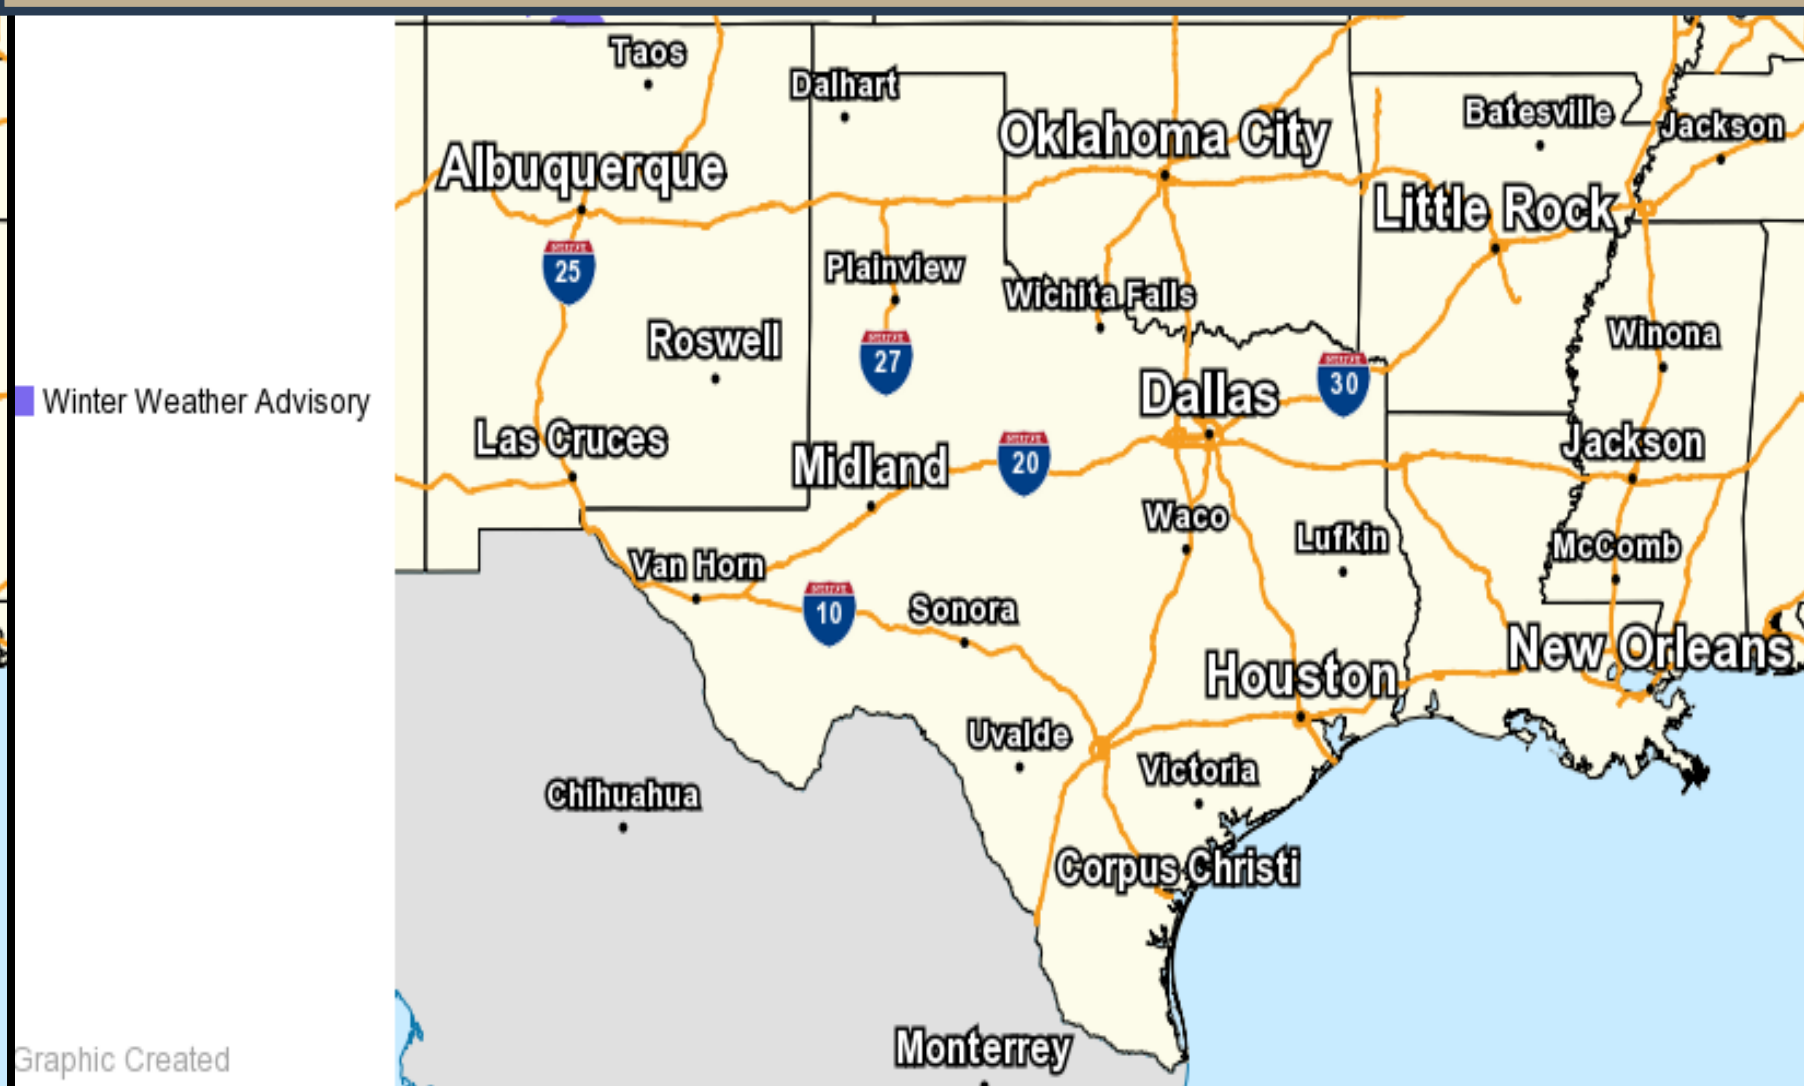 Taos
Dalhart
Batesville
Jackson
Oklahoma City
Albuquerque
Little Rock
25
Plainview
Wichita Falls
Winona
Roswell
27
30
Dallas
Winter Weather Advisory
Las Cruces
Jackson
Midland
20
Waco
Lufkin
McComb
Van Horn
10
Sonora
New Orleans
Houston
Uvalde
Victoria
Chihuahua
Corpus Christi
Monterrey
Graphic Created